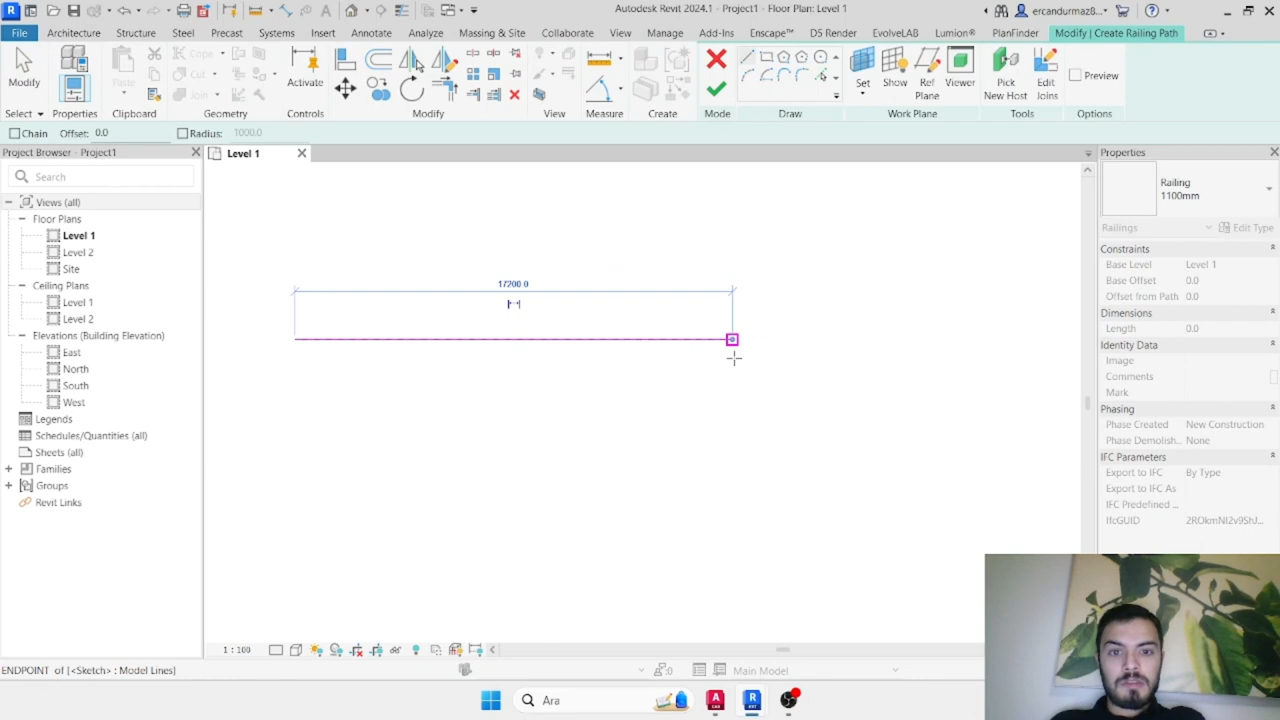 Autodesk Revit 2024.1 - Project1 - Floor Plan: Level 1
ercandurmaz8...
File Architecture Structure Steel Precast Systems Insert Annotate Analyze Massing & Site Collaborate View Manage Add-Ins Enscape™ D5 Render EvolveLAB Lumion® PlanFinder Modify | Create Railing Path
Modify
Paste
Cope
Cut
Join
Activate
Set
Show
Ref
Plane
Viewer
Pick
New Host
Edit
Joins
Preview
Select Properties Clipboard Geometry Controls Modify View Measure Create Mode Draw Work Plane Tools Options
Chain Offset: 0.0 Radius: 1000.0
Project Browser - Project1
Search
Views (all)
Floor Plans
Level 1
Level 2
Site
Ceiling Plans
Level 1
Level 2
Elevations (Building Elevation)
East
North
South
West
Legends
Schedules/Quantities (all)
Sheets (all)
Families
Groups
Revit Links
Level 1
17200.0
Properties
Railing
1100mm
Railings Edit Type
Constraints
Base Level Level 1
Base Offset 0.0
Offset from Path 0.0
Dimensions
Length 0.0
Identity Data
Image
Comments
Mark
Phasing
Phase Created New Construction
Phase Demolish... None
IFC Parameters
Export to IFC By Type
Export to IFC As
IFC Predefined ...
IfcGUID
1 : 100
ENDPOINT of [<Sketch> : Model Lines]
:0
Main Model
Ara